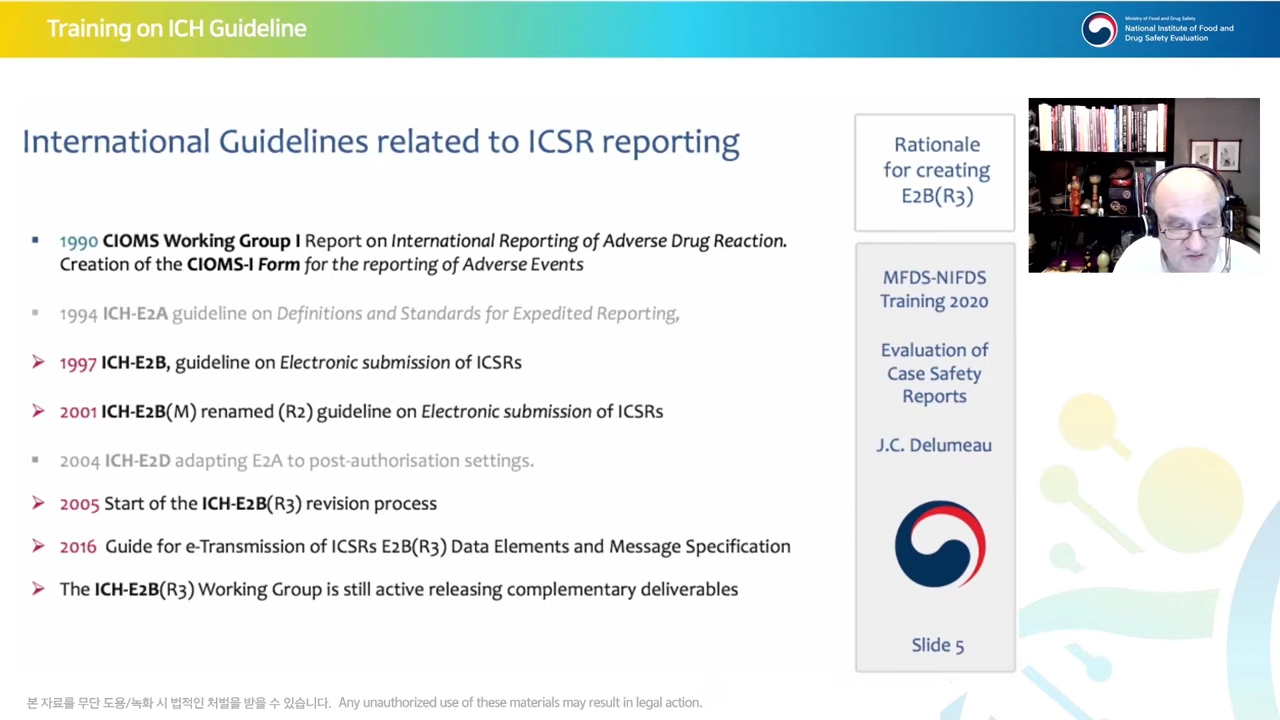 Training on ICH Guideline
Ministry of Food and Drug Safety
National Institute of Food and
Drug Safety Evaluation
International Guidelines related to ICSR reporting
▪ 1990 CIOMS Working Group I Report on International Reporting of Adverse Drug Reaction.
Creation of the CIOMS-I Form for the reporting of Adverse Events
▪ 1994 ICH-E2A guideline on Definitions and Standards for Expedited Reporting,
➢ 1997 ICH-E2B, guideline on Electronic submission of ICSRs
➢ 2001 ICH-E2B(M) renamed (R2) guideline on Electronic submission of ICSRs
▪ 2004 ICH-E2D adapting E2A to post-authorisation settings.
➢ 2005 Start of the ICH-E2B(R3) revision process
➢ 2016 Guide for e-Transmission of ICSRs E2B(R3) Data Elements and Message Specification
➢ The ICH-E2B(R3) Working Group is still active releasing complementary deliverables
Rationale
for creating
E2B(R3)
MFDS-NIFDS
Training 2020
Evaluation of
Case Safety
Reports
J.C. Delumeau
Slide 5
본 자료를 무단 도용/녹화 시 법적인 처벌을 받을 수 있습니다. Any unauthorized use of these materials may result in legal action.